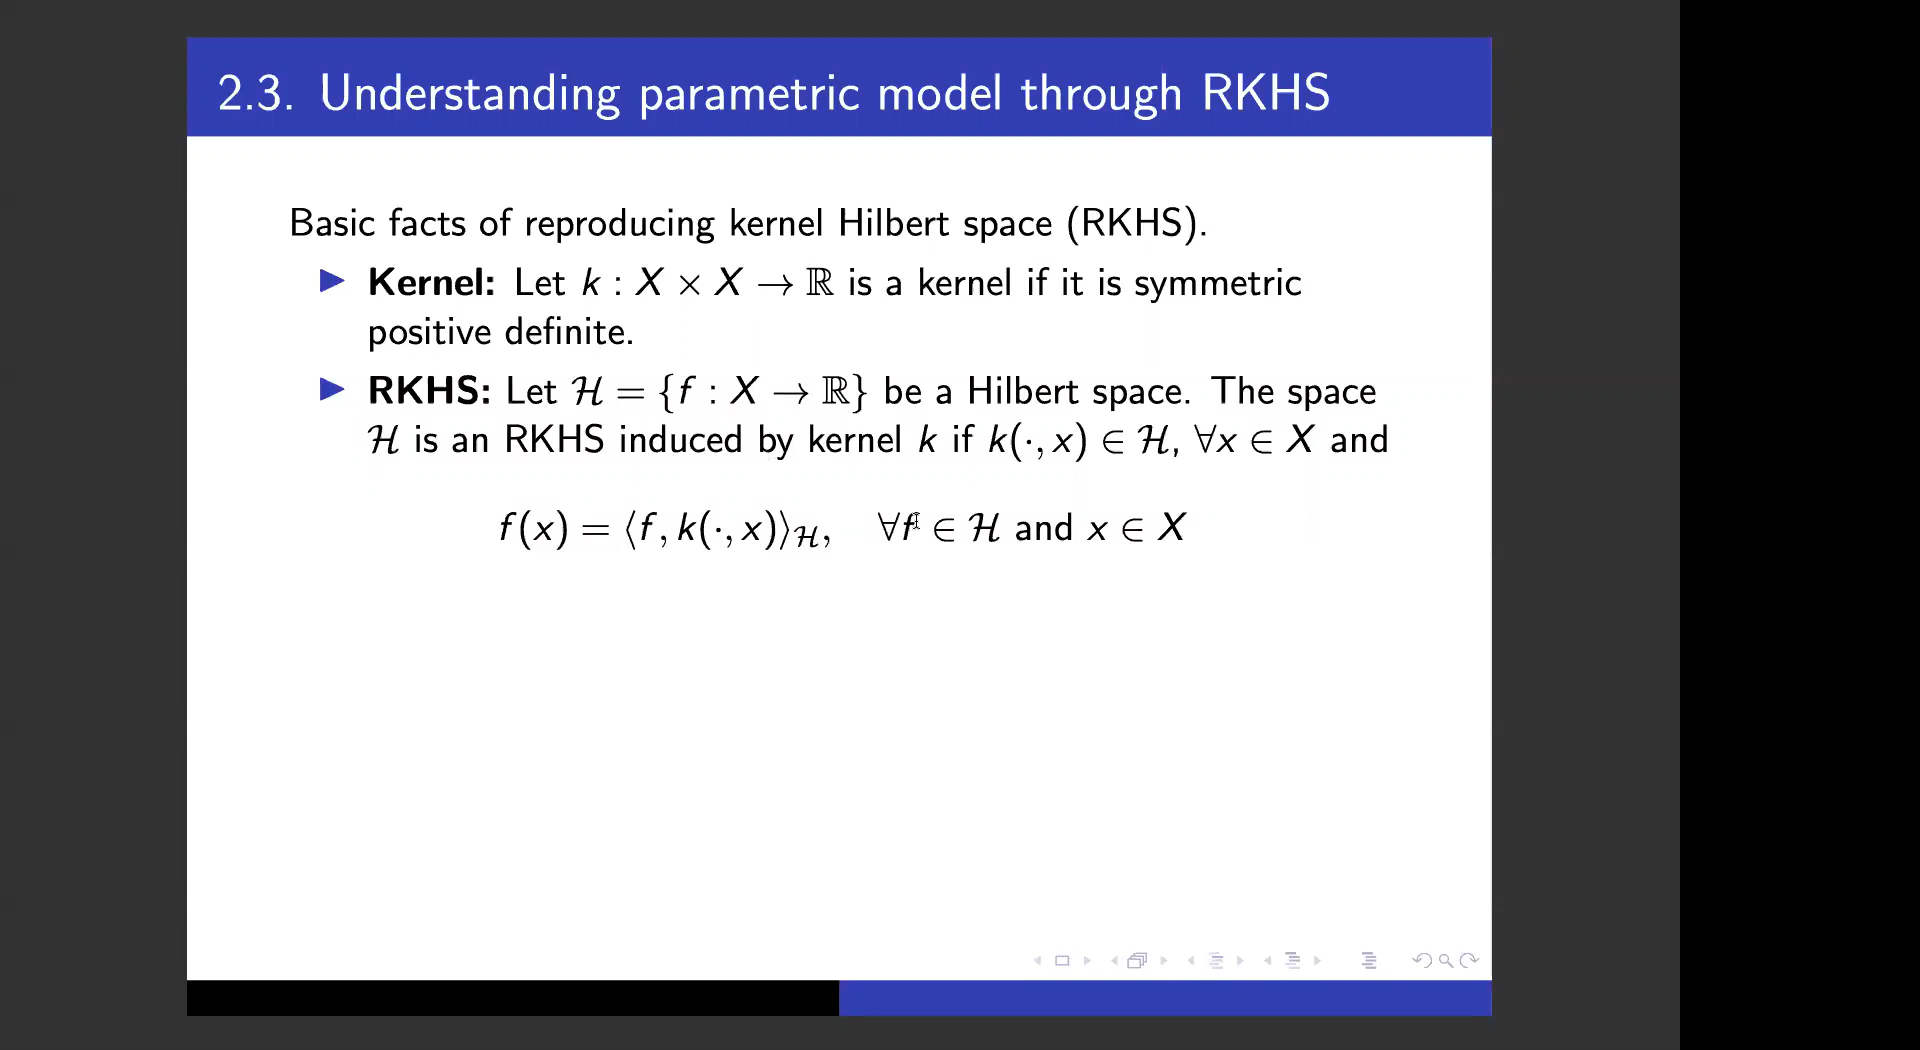 2.3. Understanding parametric model through RKHS
Basic facts of reproducing kernel Hilbert space (RKHS).
▶ Kernel: Let k : X × X → ℝ is a kernel if it is symmetric
positive definite.
▶ RKHS: Let ℋ = {f : X → ℝ} be a Hilbert space. The space
ℋ is an RKHS induced by kernel k if k(·, x) ∈ ℋ, ∀x ∈ X and
f(x) = ⟨f, k(·, x)⟩_ℋ, ∀f ∈ ℋ and x ∈ X